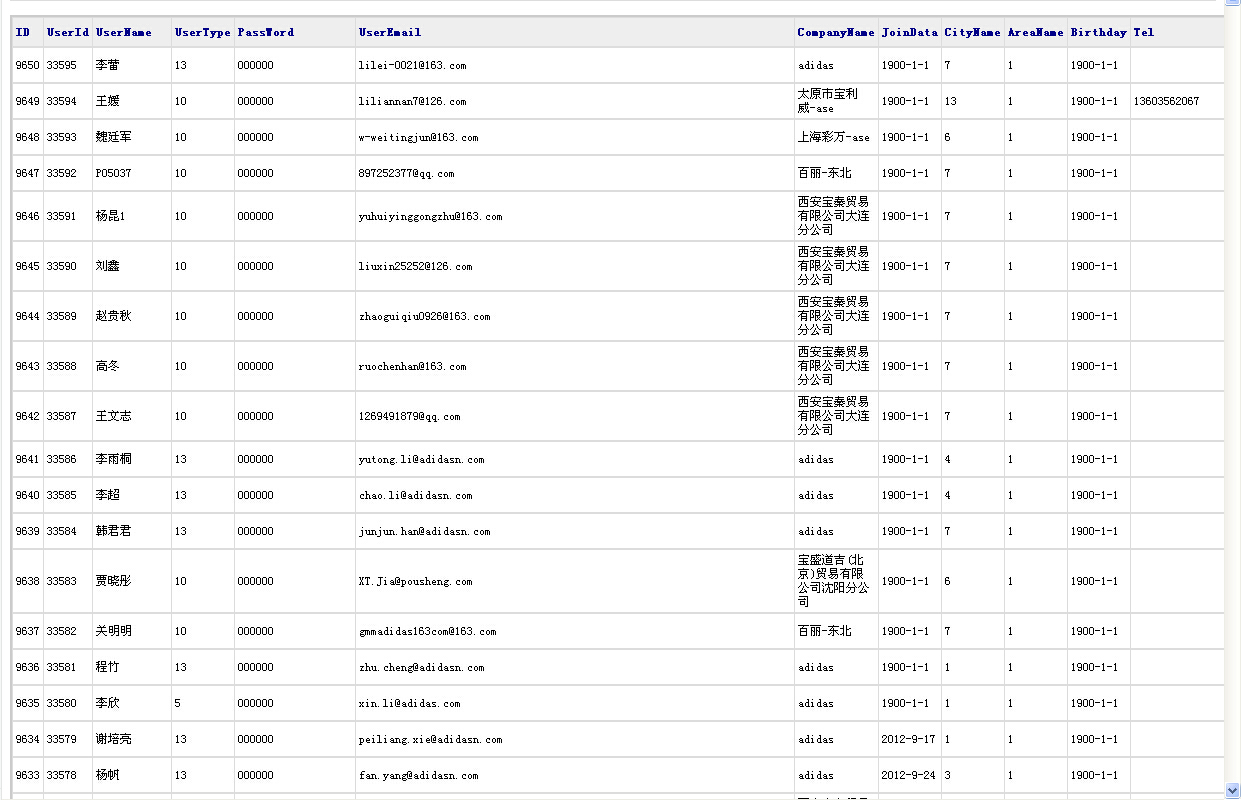 ID UserId UserName UserType PassWord UserEmail CompanyName JoinData CityName AreaName Birthday Tel
9650 33595 李蕾 13 000000 lilei-0021@163.com adidas 1900-1-1 7 1 1900-1-1
9649 33594 王媛 10 000000 liliannan7@126.com 太原市宝利威-ase 1900-1-1 13 1 1900-1-1 13603562067
9648 33593 魏廷军 10 000000 w-weitingjun@163.com 上海彩万-ase 1900-1-1 6 1 1900-1-1
9647 33592 P05037 10 000000 897252377@qq.com 百丽-东北 1900-1-1 7 1 1900-1-1
9646 33591 杨昆1 10 000000 yuhuiyinggongzhu@163.com 西安宝秦贸易有限公司大连分公司 1900-1-1 7 1 1900-1-1
9645 33590 刘鑫 10 000000 liuxin25252@126.com 西安宝秦贸易有限公司大连分公司 1900-1-1 7 1 1900-1-1
9644 33589 赵贵秋 10 000000 zhaoguiqiu0926@163.com 西安宝秦贸易有限公司大连分公司 1900-1-1 7 1 1900-1-1
9643 33588 高冬 10 000000 ruochenhan@163.com 西安宝秦贸易有限公司大连分公司 1900-1-1 7 1 1900-1-1
9642 33587 王文志 10 000000 1269491879@qq.com 西安宝秦贸易有限公司大连分公司 1900-1-1 7 1 1900-1-1
9641 33586 李雨桐 13 000000 yutong.li@adidasn.com adidas 1900-1-1 4 1 1900-1-1
9640 33585 李超 13 000000 chao.li@adidasn.com adidas 1900-1-1 4 1 1900-1-1
9639 33584 韩君君 13 000000 junjun.han@adidasn.com adidas 1900-1-1 7 1 1900-1-1
9638 33583 贾晓彤 10 000000 XT.Jia@pousheng.com 宝盛道吉(北京)贸易有限公司沈阳分公司 1900-1-1 6 1 1900-1-1
9637 33582 关明明 10 000000 gmmadidas163com@163.com 百丽-东北 1900-1-1 7 1 1900-1-1
9636 33581 程竹 13 000000 zhu.cheng@adidasn.com adidas 1900-1-1 1 1 1900-1-1
9635 33580 李欣 5 000000 xin.li@adidas.com adidas 1900-1-1 1 1 1900-1-1
9634 33579 谢培亮 13 000000 peiliang.xie@adidasn.com adidas 2012-9-17 1 1 1900-1-1
9633 33578 杨帆 13 000000 fan.yang@adidasn.com adidas 2012-9-24 3 1 1900-1-1